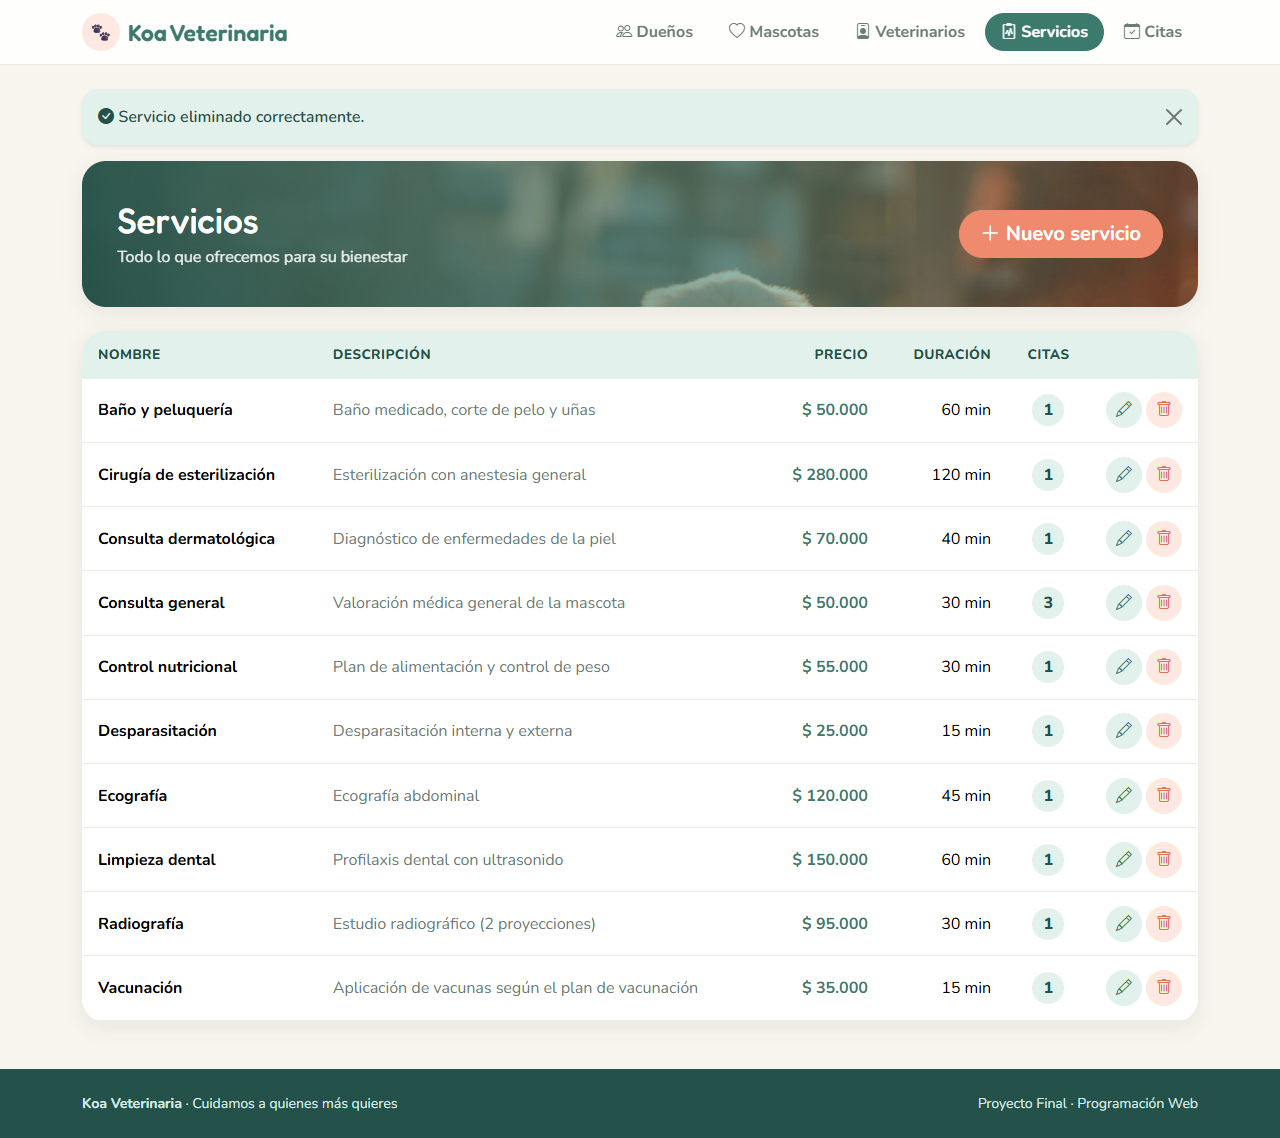 Koa Veterinaria
Dueños
Mascotas
Veterinarios
Servicios
Citas
Servicio eliminado correctamente.
Servicios
Todo lo que ofrecemos para su bienestar
+ Nuevo servicio
NOMBRE DESCRIPCIÓN PRECIO DURACIÓN CITAS
Baño y peluquería Baño medicado, corte de pelo y uñas $ 50.000 60 min 1
Cirugía de esterilización Esterilización con anestesia general $ 280.000 120 min 1
Consulta dermatológica Diagnóstico de enfermedades de la piel $ 70.000 40 min 1
Consulta general Valoración médica general de la mascota $ 50.000 30 min 3
Control nutricional Plan de alimentación y control de peso $ 55.000 30 min 1
Desparasitación Desparasitación interna y externa $ 25.000 15 min 1
Ecografía Ecografía abdominal $ 120.000 45 min 1
Limpieza dental Profilaxis dental con ultrasonido $ 150.000 60 min 1
Radiografía Estudio radiográfico (2 proyecciones) $ 95.000 30 min 1
Vacunación Aplicación de vacunas según el plan de vacunación $ 35.000 15 min 1
Koa Veterinaria · Cuidamos a quienes más quieres
Proyecto Final · Programación Web